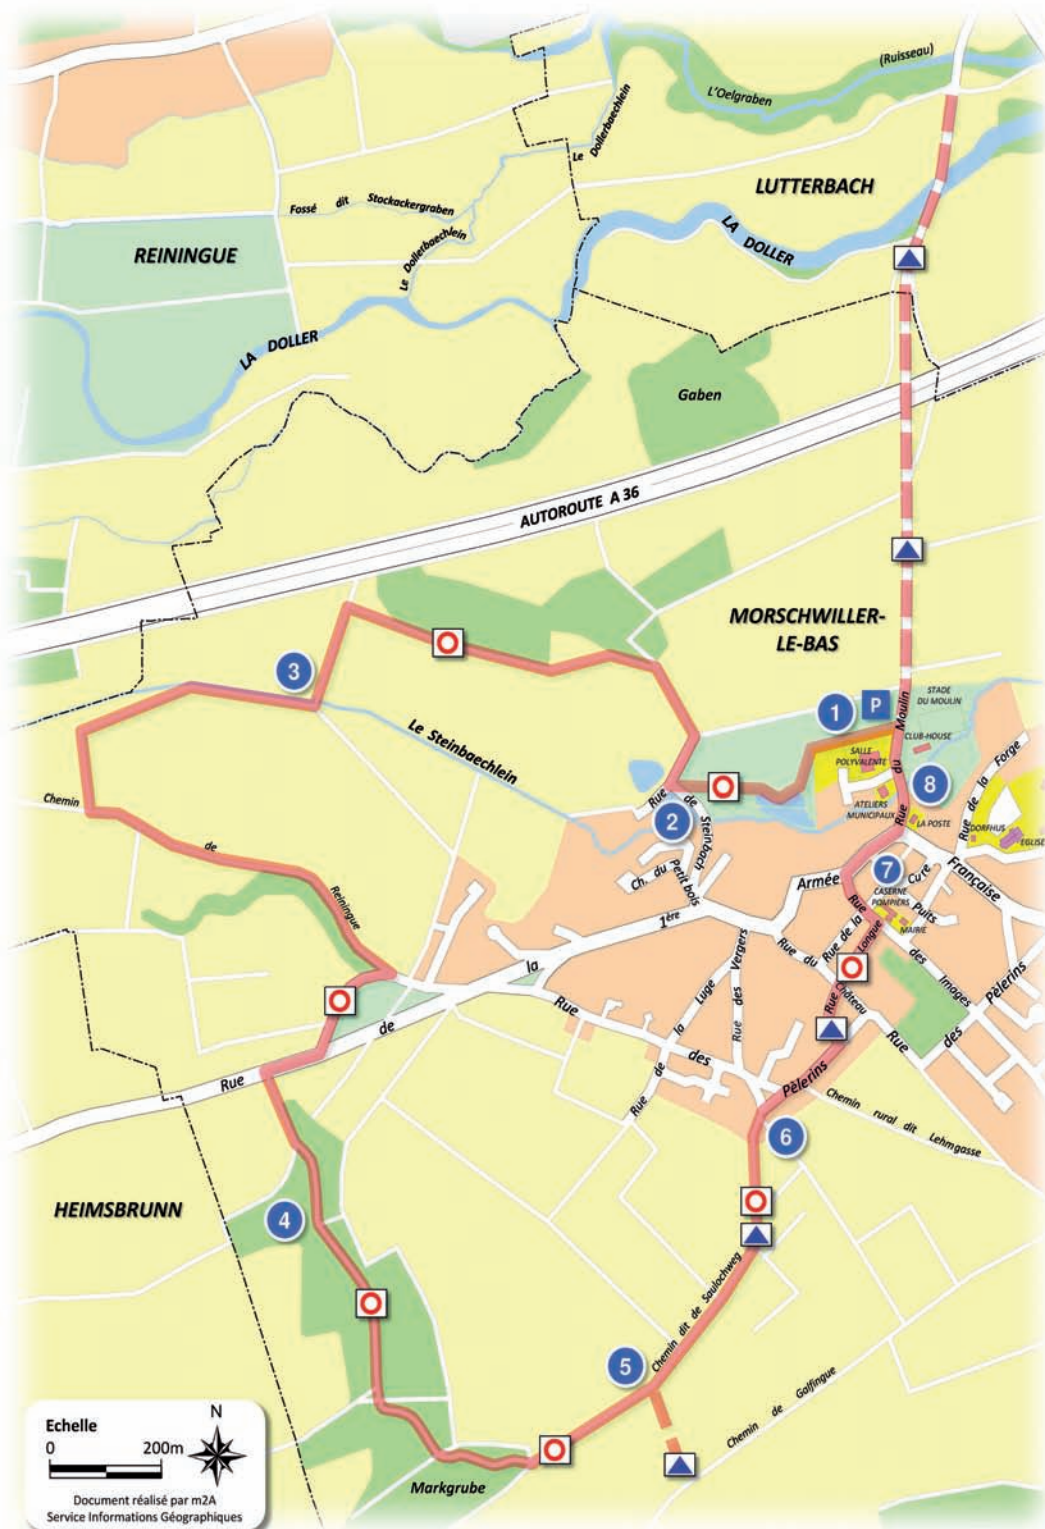 (Ruisseau)
L'Oelgraben
Le Dollerbaechlein
LUTTERBACH
Fossé dit Stockackergraben
Le Dollerbaechlein
REININGUE
LA DOLLER
LA DOLLER
Gaben
AUTOROUTE A 36
MORSCHWILLER-
LE-BAS
3
1
P
STADE
DU MOULIN
Rue du Moulin
CLUB-HOUSE
SALLE
POLYVALENTE
Le Steinbaechlein
8
Rue de la Forge
ATELIERS
MUNICIPAUX
LA POSTE
DORFHUS
EGLISE
Chemin de Reiningue
Rue de Steinbach
2
Ch. du Petit bois
7
Rue de la 1ère Armée Française
CASERNE
POMPIERS
MAIRIE
Rue de la Cure
Puits
Rue Longue
Rue des Images
Rue du Château
Rue des Vergers
Rue de la Luge
Rue des Pèlerins
Rue des Pèlerins
Chemin rural dit Lehmgasse
6
HEIMSBRUNN
4
Chemin dit de Saulochweg
5
Chemin de Galfingue
Markgrube
Echelle
N
0 200m
Document réalisé par m2A
Service Informations Géographiques